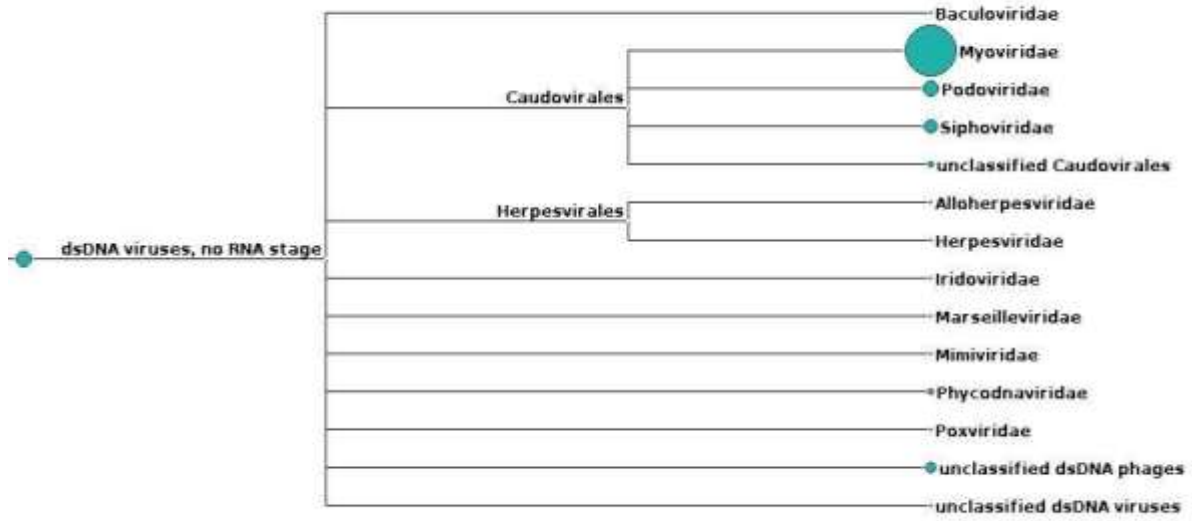 Baculoviridae
Myoviridae
Caudovirales
Podoviridae
Siphoviridae
unclassified Caudovirales
Alloherpesviridae
Herpesvirales
Herpesviridae
dsDNA viruses, no RNA stage
Iridoviridae
Marseilleviridae
Mimiviridae
Phycodnaviridae
Poxviridae
unclassified dsDNA phages
unclassified dsDNA viruses